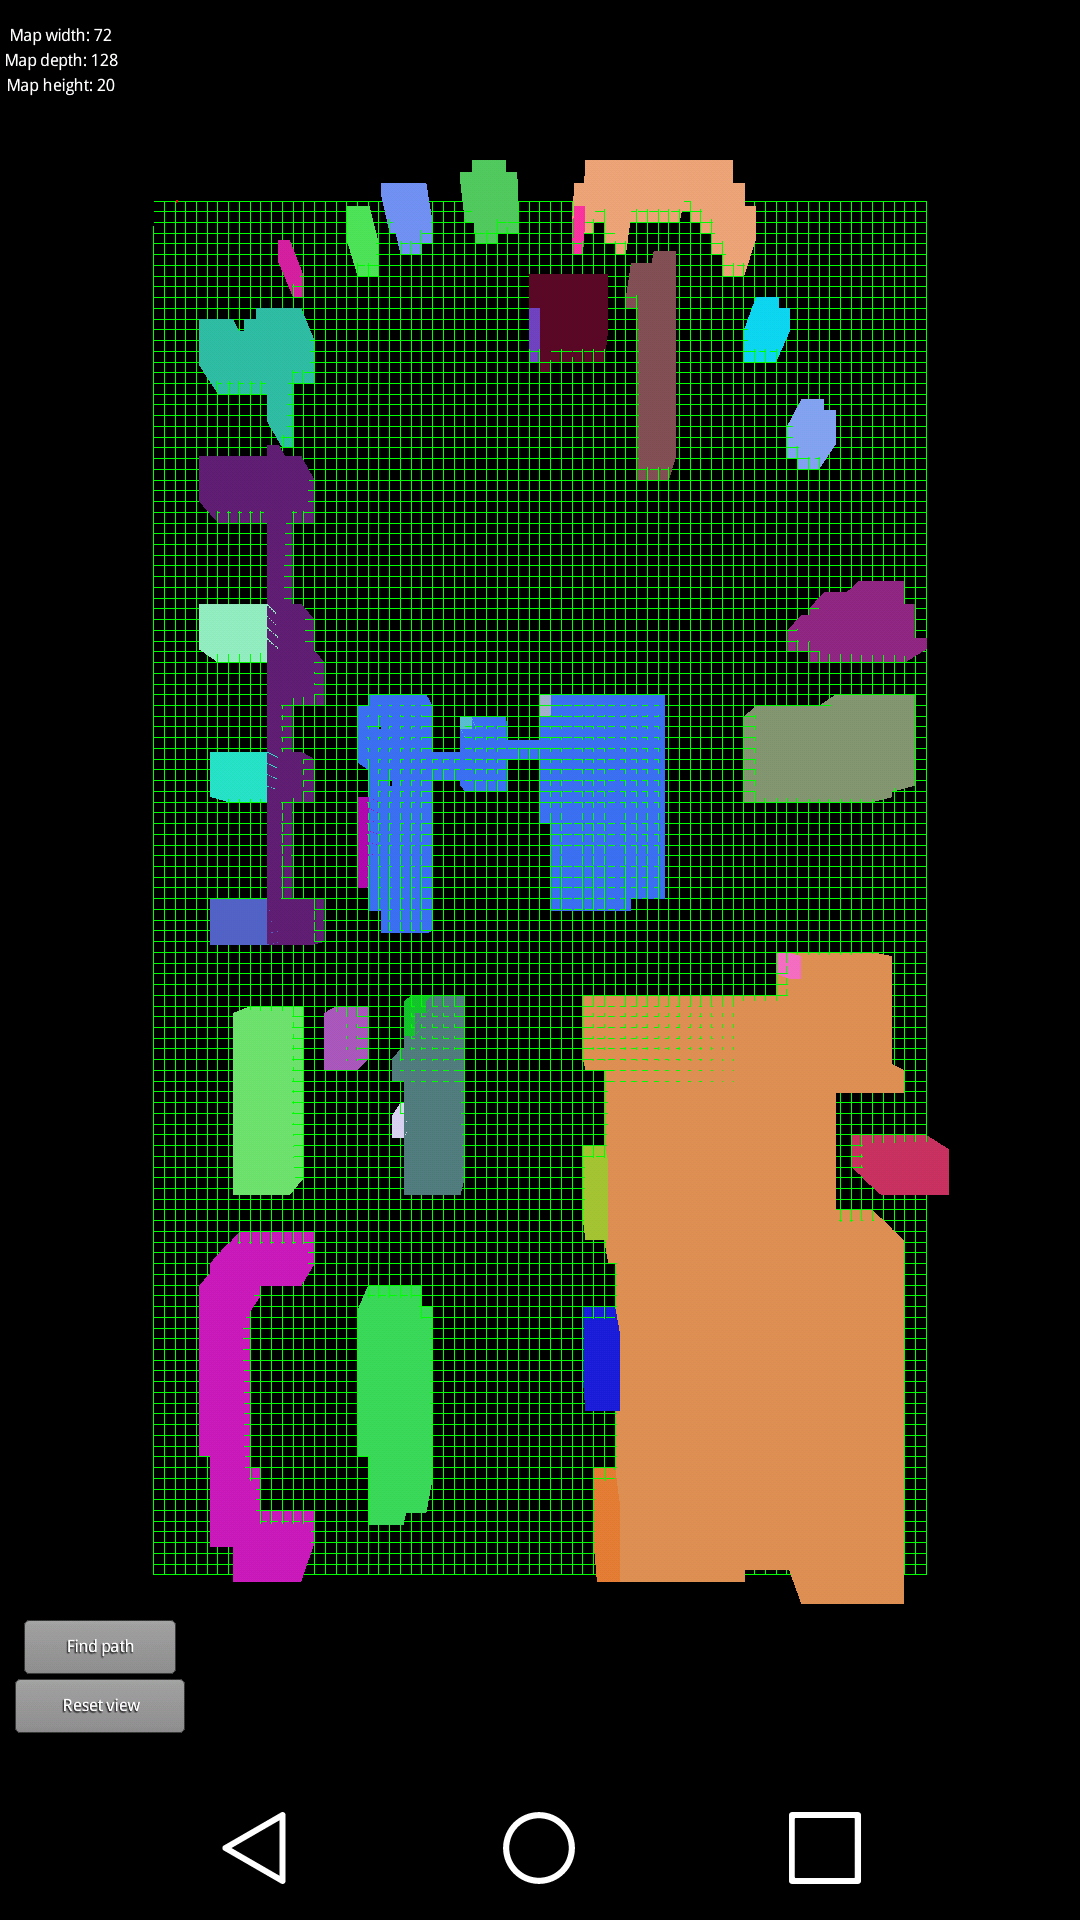 Map width: 72
Map depth: 128
Map height: 20
Find path
Reset view